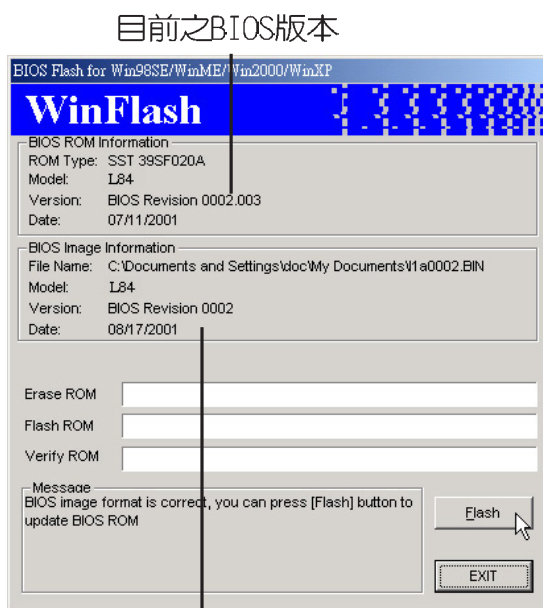 目前之BIOS版本
BIOS Flash for Win98SE/WinME/Win2000/WinXP
WinFlash
BIOS ROM Information
ROM Type: SST 39SF020A
Model: L84
Version: BIOS Revision 0002.003
Date: 07/11/2001
BIOS Image Information
File Name: C:\Documents and Settings\doc\My Documents\l1a0002.BIN
Model: L84
Version: BIOS Revision 0002
Date: 08/17/2001
Erase ROM
Flash ROM
Verify ROM
Message
BIOS image format is correct, you can press [Flash] button to
update BIOS ROM
Flash
EXIT